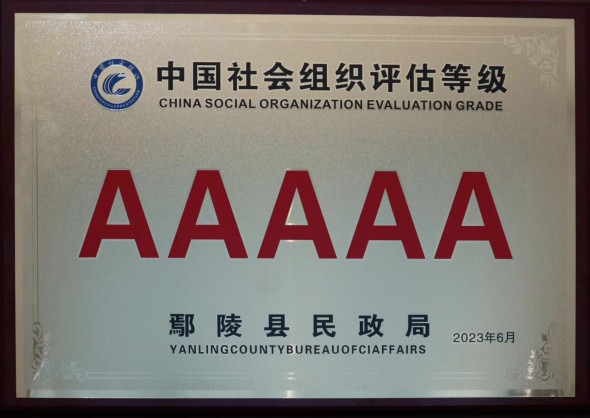 中国社会组织评估等级
CHINA SOCIAL ORGANIZATION EVALUATION GRADE
AAAAA
鄢陵县民政局
YANLINGCOUNTYBUREAUOFCIAFFAIRS
2023年6月